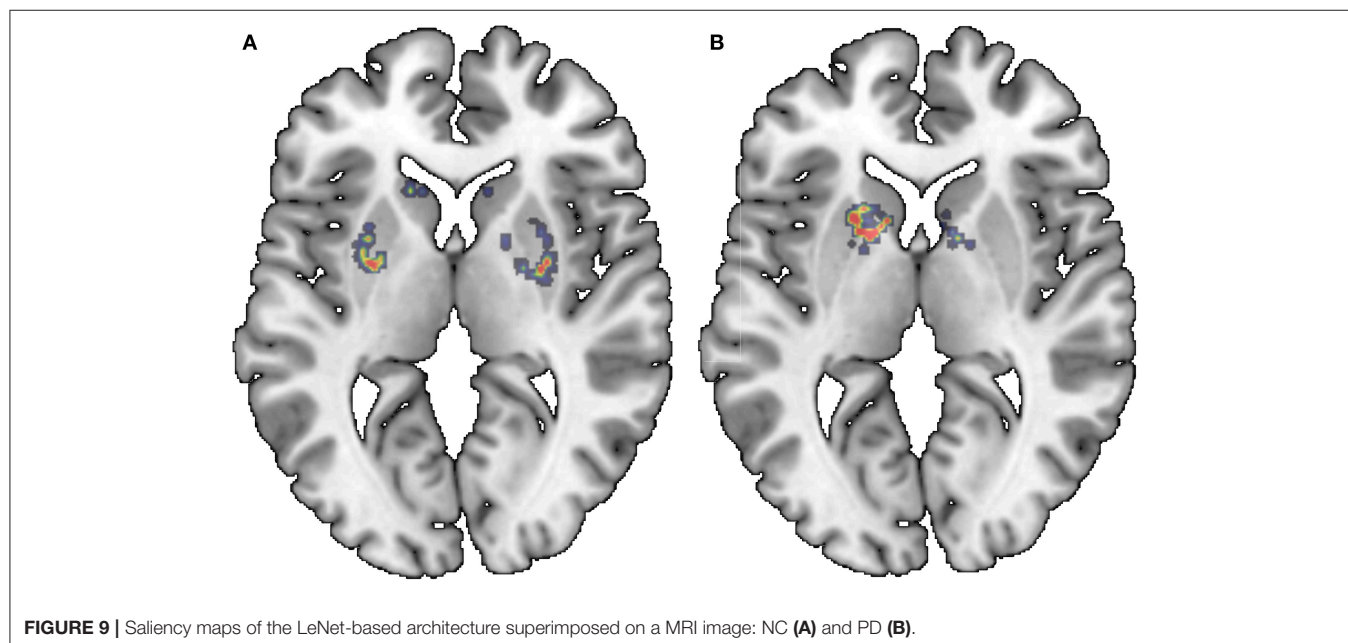 A
B
FIGURE 9 | Saliency maps of the LeNet-based architecture superimposed on a MRI image: NC (A) and PD (B).